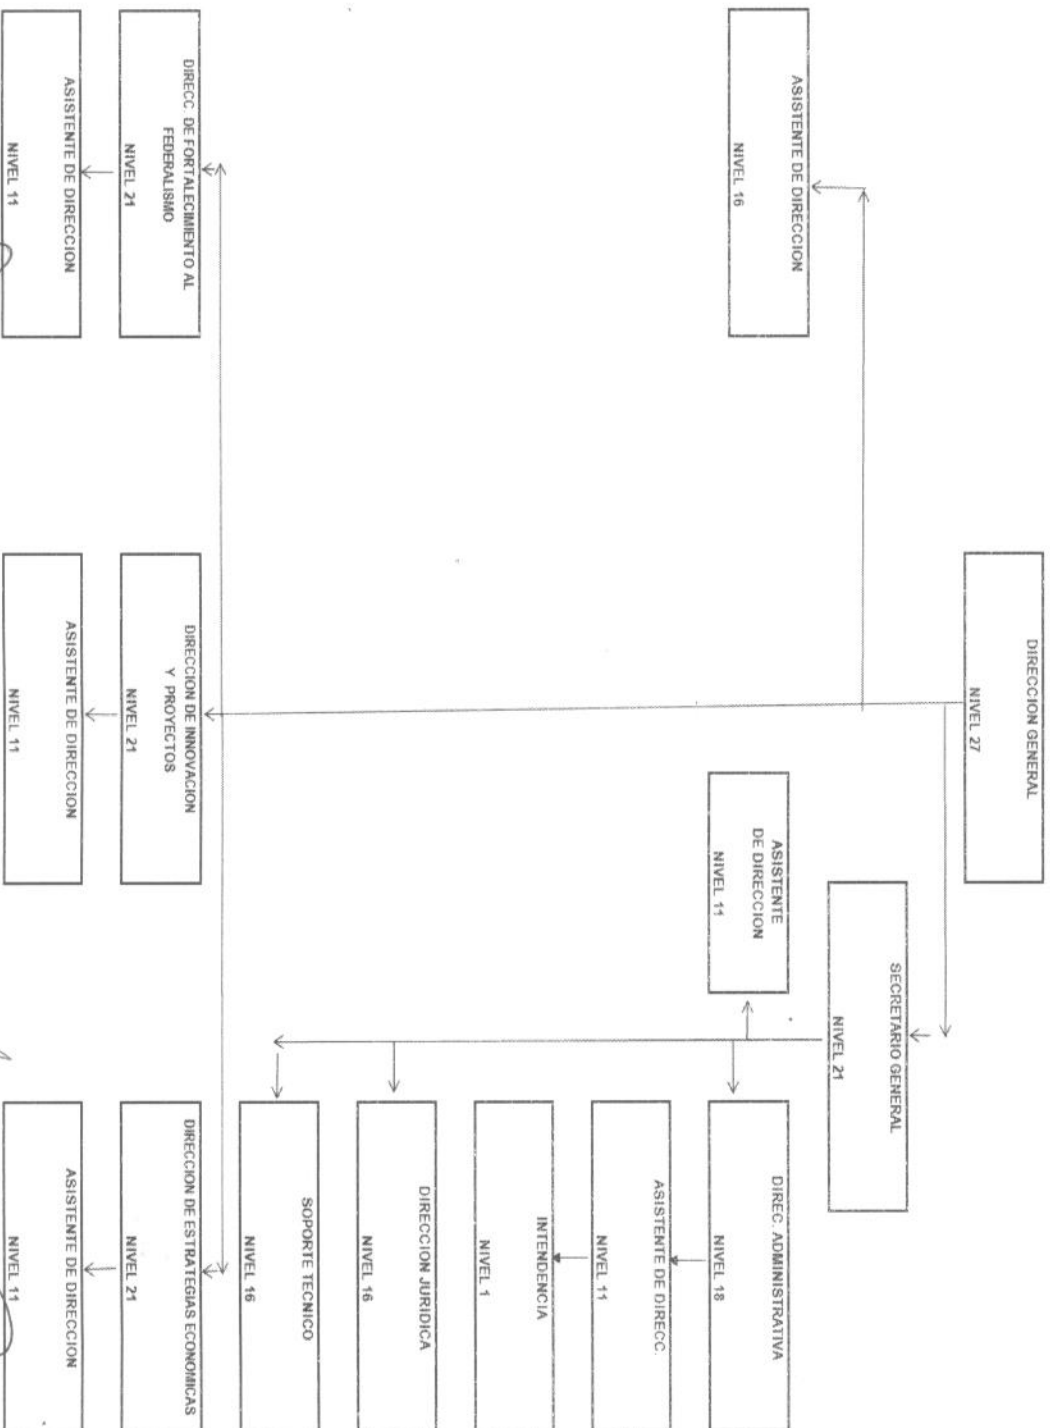 DIRECCION GENERAL
NIVEL 27
SECRETARIO GENERAL
NIVEL 21
ASISTENTE DE DIRECCION
NIVEL 16
ASISTENTE
DE DIRECCION
NIVEL 11
DIREC. ADMINISTRATIVA
NIVEL 18
ASISTENTE DE DIRECC.
NIVEL 11
INTENDENCIA
NIVEL 1
DIRECCION JURIDICA
NIVEL 16
SOPORTE TECNICO
NIVEL 16
DIRECC. DE FORTALECIMIENTO AL
FEDERALISMO
NIVEL 21
DIRECCION DE INNOVACION
Y PROYECTOS
NIVEL 21
DIRECCION DE ESTRATEGIAS ECONOMICAS
NIVEL 21
ASISTENTE DE DIRECCION
NIVEL 11
ASISTENTE DE DIRECCION
NIVEL 11
ASISTENTE DE DIRECCION
NIVEL 11